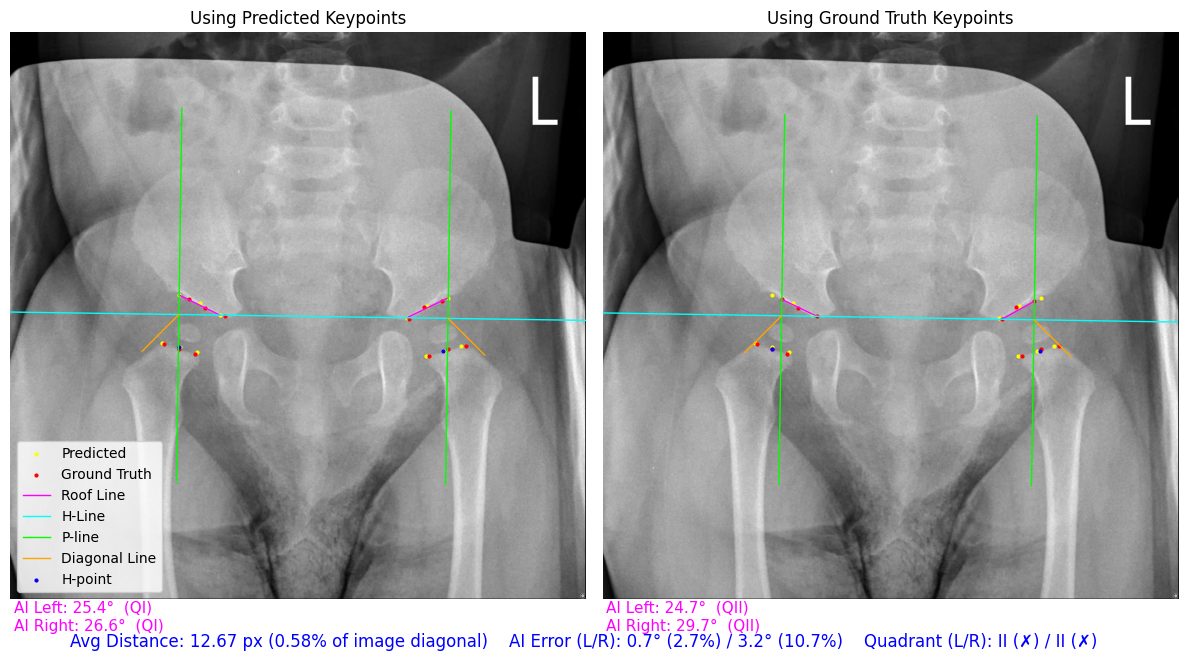 Using Predicted Keypoints
Using Ground Truth Keypoints
L
L
Predicted
Ground Truth
Roof Line
H-Line
P-line
Diagonal Line
H-point
AI Left: 25.4° (QI)
AI Right: 26.6° (QI)
AI Left: 24.7° (QII)
AI Right: 29.7° (QII)
Avg Distance: 12.67 px (0.58% of image diagonal) AI Error (L/R): 0.7° (2.7%) / 3.2° (10.7%) Quadrant (L/R): II (✗) / II (✗)